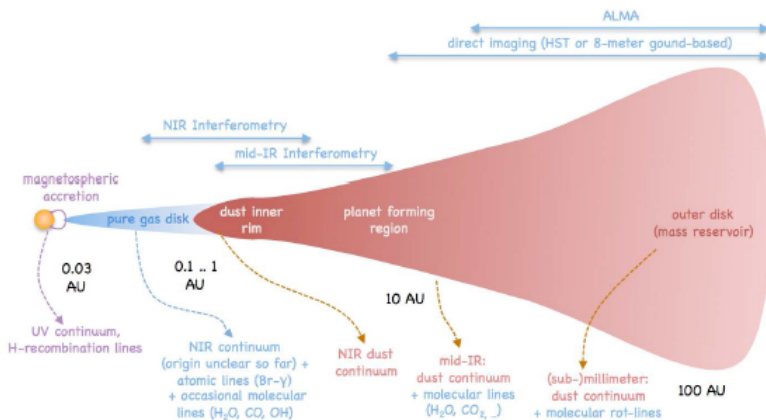 ALMA
direct imaging (HST or 8-meter gound-based)
NIR Interferometry
mid-IR Interferometry
magnetospheric
accretion
pure gas disk
dust inner
rim
planet forming
region
outer disk
(mass reservoir)
0.03
AU
0.1 .. 1
AU
10 AU
100 AU
UV continuum,
H-recombination lines
NIR continuum
(origin unclear so far) +
atomic lines (Br-γ)
+ occasional molecular
lines (H₂O, CO, OH)
NIR dust
continuum
mid-IR:
dust continuum
+ molecular lines
(H₂O, CO₂, ..)
(sub-)millimeter:
dust continuum
+ molecular rot-lines